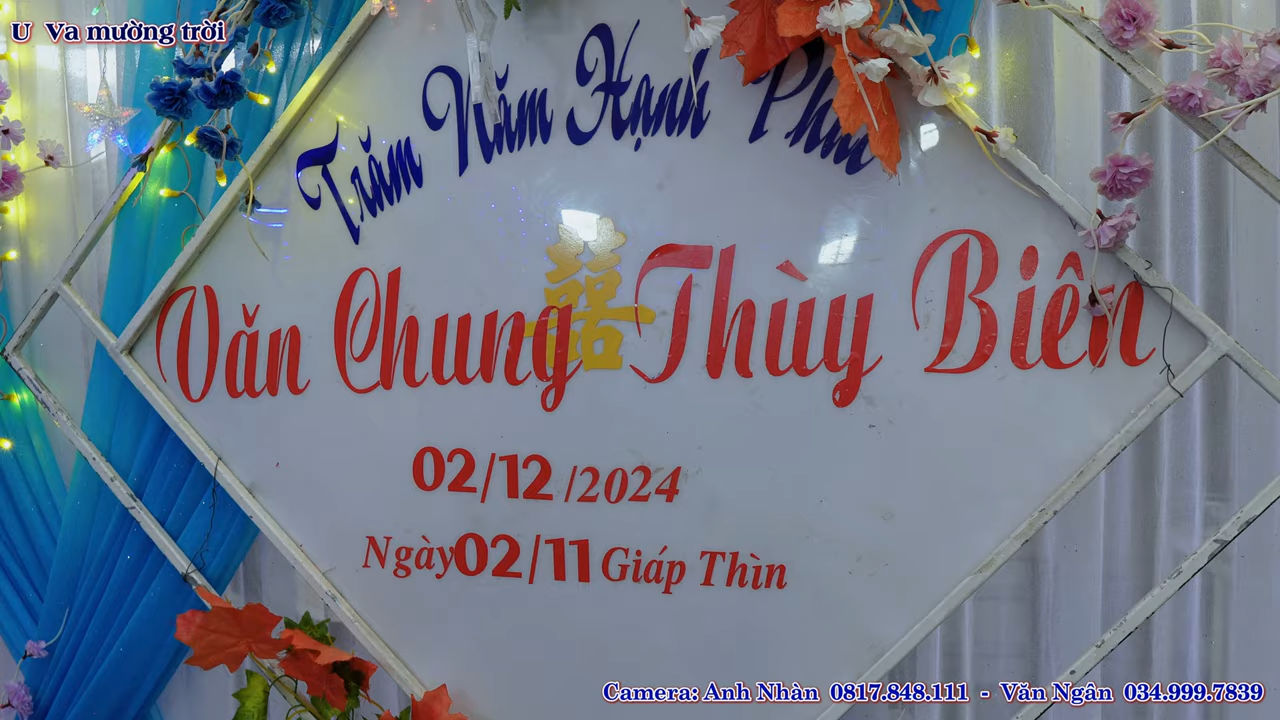 U Va mường trời
Trăm Năm Hạnh Phúc
Văn Chung 囍 Thùy Biên
02/12/2024
Ngày 02/11 Giáp Thìn
Camera: Anh Nhàn 0817.848.111 - Văn Ngân 034.999.7839